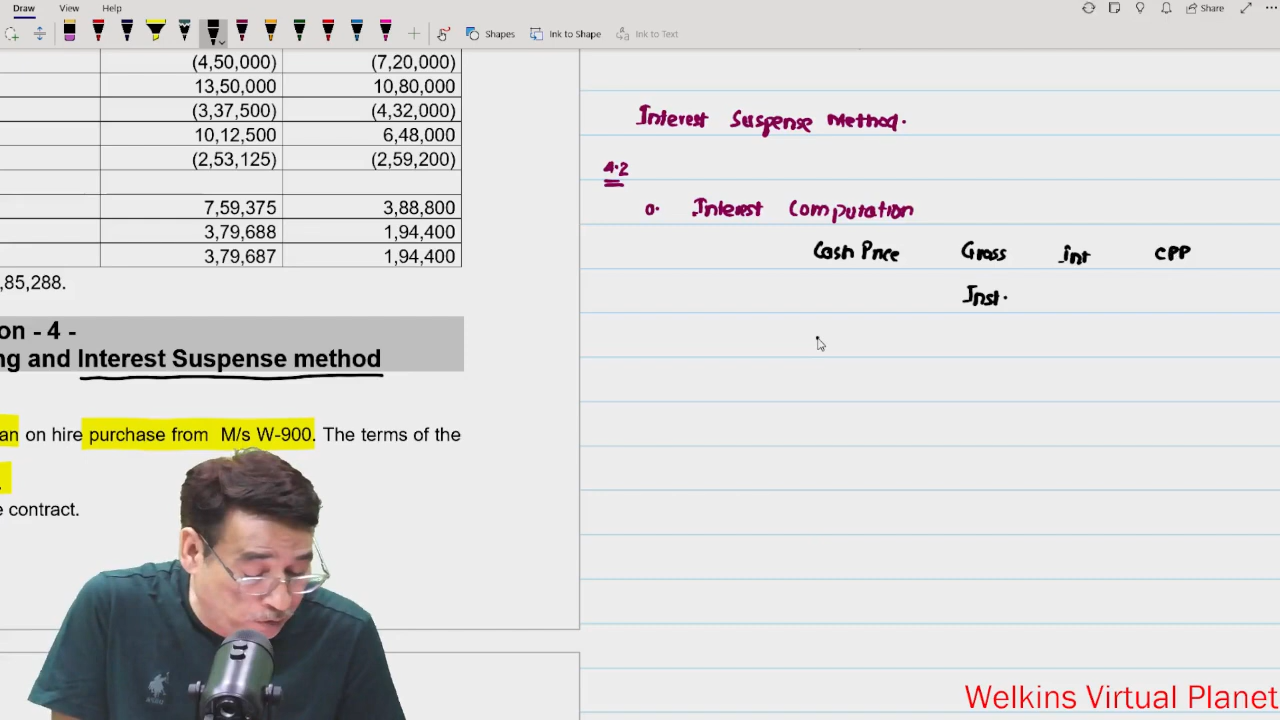 Draw View Help
Share
Shapes Ink to Shape Ink to Text
(4,50,000) (7,20,000)
13,50,000 10,80,000
(3,37,500) (4,32,000)
10,12,500 6,48,000
(2,53,125) (2,59,200)
7,59,375 3,88,800
3,79,688 1,94,400
3,79,687 1,94,400
,85,288.
on - 4 -
ng and Interest Suspense method
an on hire purchase from M/s W-900. The terms of the
e contract.
Interest Suspense Method.
4.2
a. Interest Computation
Cash Price Gross int CPP
Inst.
Welkins Virtual Planet